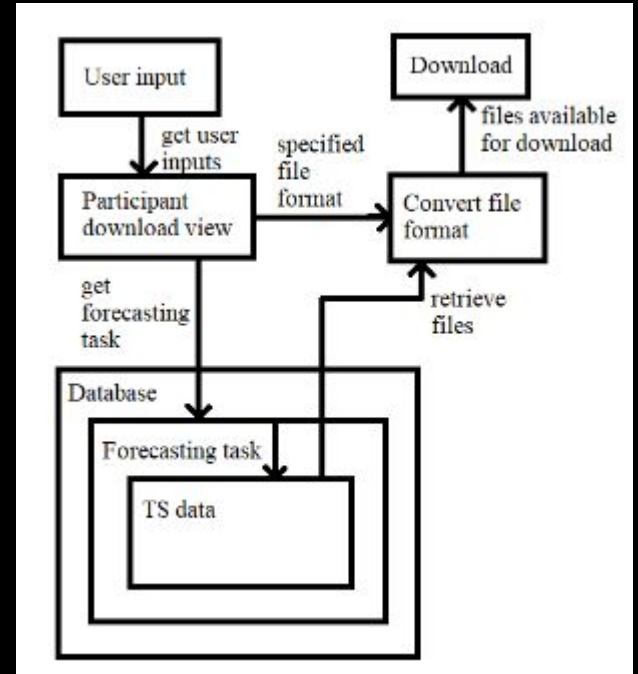 User input
Download
get user
inputs
specified
file
format
files available
for download
Participant
download view
Convert file
format
get
forecasting
task
retrieve
files
Database
Forecasting task
TS data